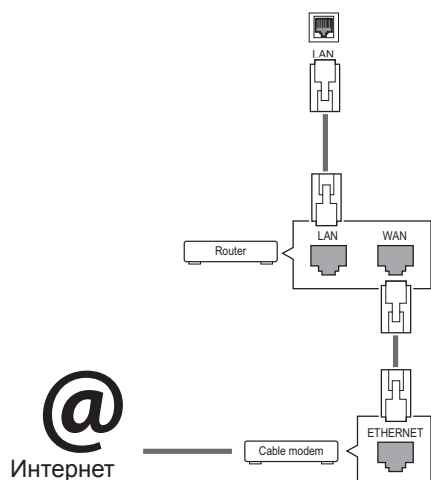 LAN
LAN WAN
Router
ETHERNET
@
Cable modem
Интернет